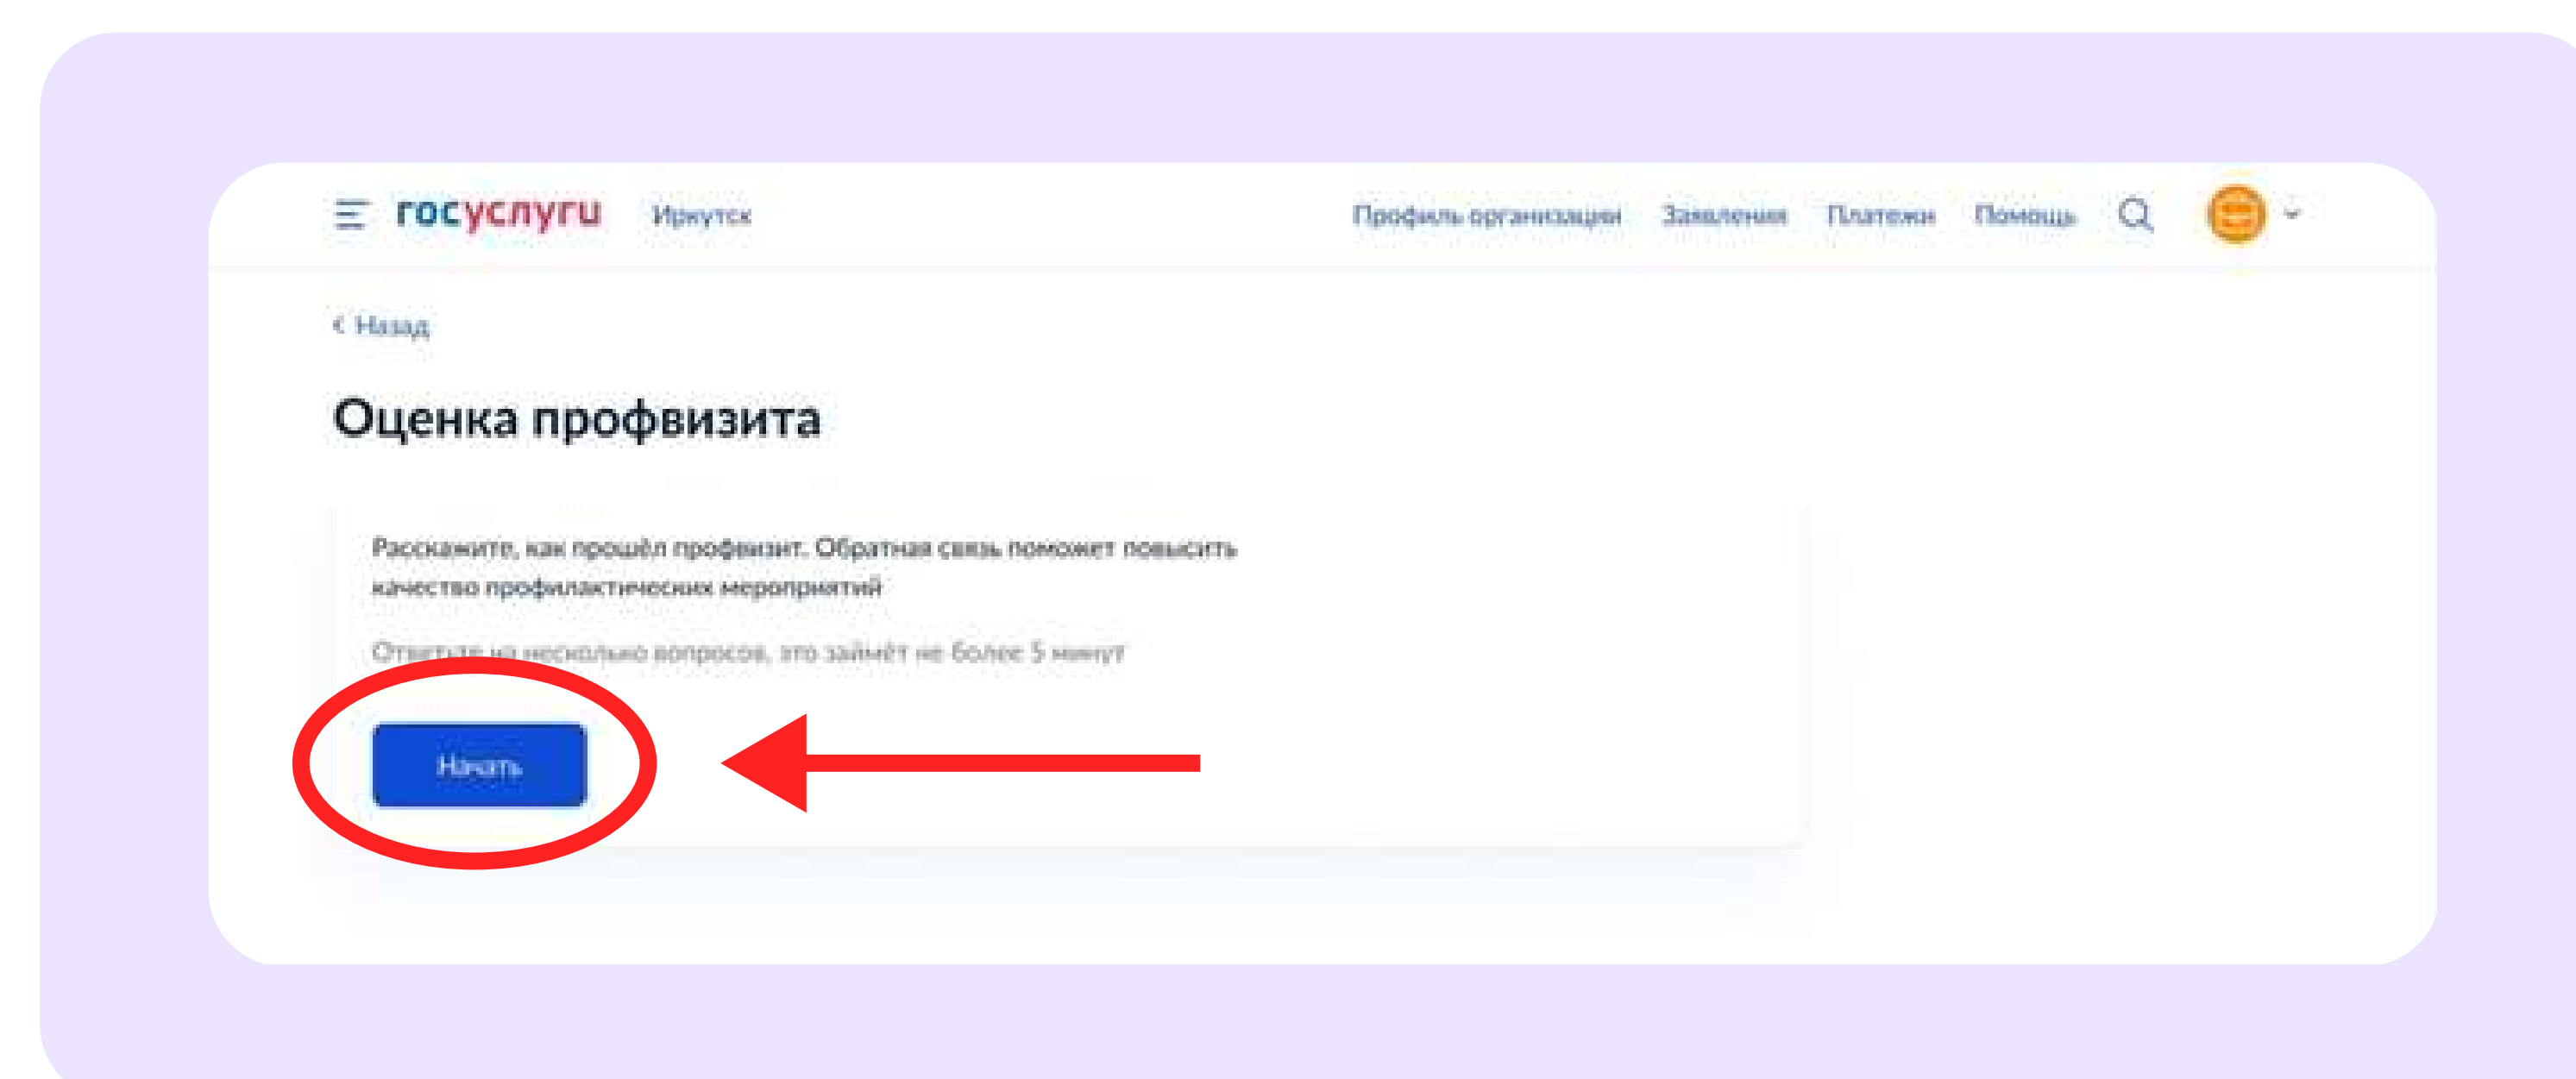 госуслуги Иркутск Профиль организации Заявления Платежи Помощь
Назад
Оценка профвизита
Расскажите, как прошёл профвизит. Обратная связь поможет повысить
качество профилактических мероприятий
Ответьте на несколько вопросов, это займёт не более 5 минут
Начать